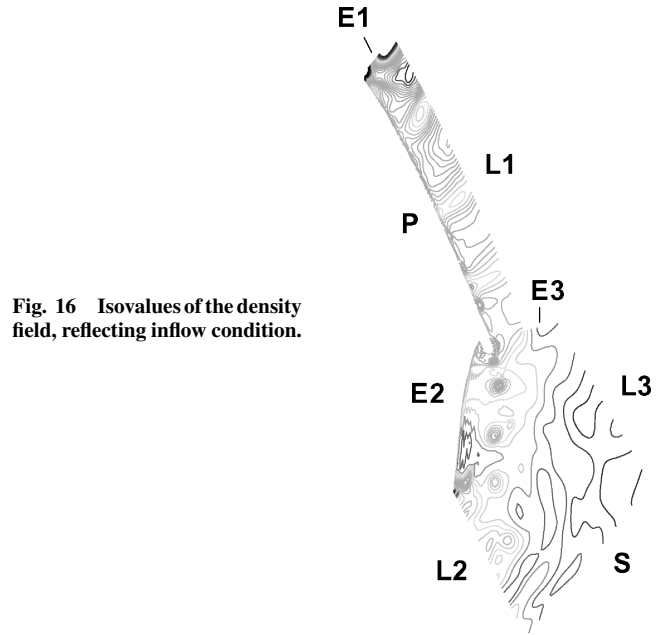 E1
L1
P
E3
Fig. 16 Isovalues of the density
field, reflecting inflow condition.
E2
L3
L2
S